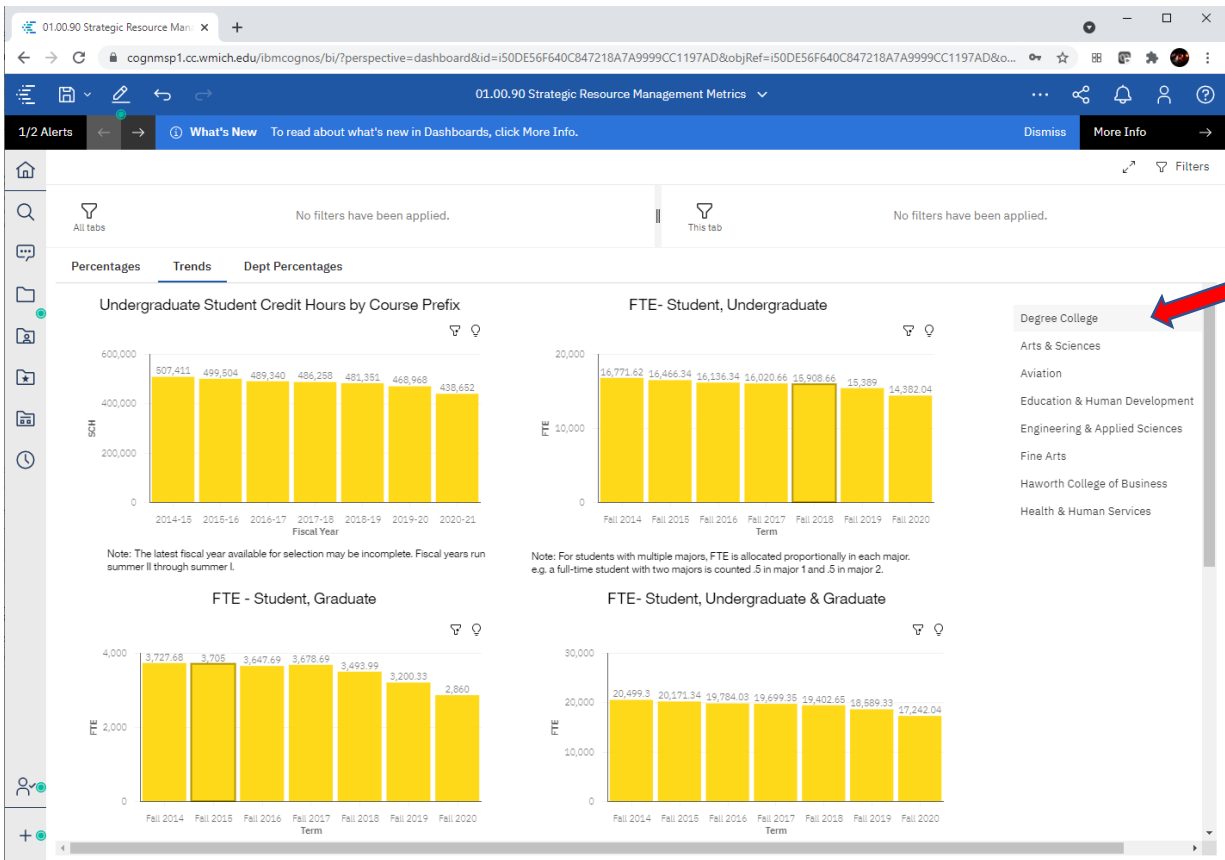 01.00.90 Strategic Resource Man
cognmsp1.cc.wmich.edu/ibmcognos/bi/?perspective=dashboard&id=i50DE56F640C847218A7A9999CC1197AD&objRef=i50DE56F640C847218A7A9999CC1197AD&o...
01.00.90 Strategic Resource Management Metrics
1/2 Alerts
What's New To read about what's new in Dashboards, click More Info.
Dismiss
More Info
Filters
All tabs
No filters have been applied.
This tab
No filters have been applied.
Percentages Trends Dept Percentages
Undergraduate Student Credit Hours by Course Prefix
600,000
400,000
200,000
0
SCH
507,411 499,504 489,340 486,258 481,351 468,968 438,652
2014-15 2015-16 2016-17 2017-18 2018-19 2019-20 2020-21
Fiscal Year
Note: The latest fiscal year available for selection may be incomplete. Fiscal years run
summer II through summer I.
FTE- Student, Undergraduate
20,000
10,000
0
FTE
16,771.62 16,466.34 16,136.34 16,020.66 15,908.66 15,389 14,382.04
Fall 2014 Fall 2015 Fall 2016 Fall 2017 Fall 2018 Fall 2019 Fall 2020
Term
Note: For students with multiple majors, FTE is allocated proportionally in each major.
e.g. a full-time student with two majors is counted .5 in major 1 and .5 in major 2.
Degree College
Arts & Sciences
Aviation
Education & Human Development
Engineering & Applied Sciences
Fine Arts
Haworth College of Business
Health & Human Services
FTE - Student, Graduate
4,000
2,000
0
FTE
3,727.68 3,705 3,647.69 3,678.69 3,493.99 3,200.33 2,860
Fall 2014 Fall 2015 Fall 2016 Fall 2017 Fall 2018 Fall 2019 Fall 2020
Term
FTE- Student, Undergraduate & Graduate
30,000
20,000
10,000
0
FTE
20,499.3 20,171.34 19,784.03 19,699.35 19,402.65 18,589.33 17,242.04
Fall 2014 Fall 2015 Fall 2016 Fall 2017 Fall 2018 Fall 2019 Fall 2020
Term